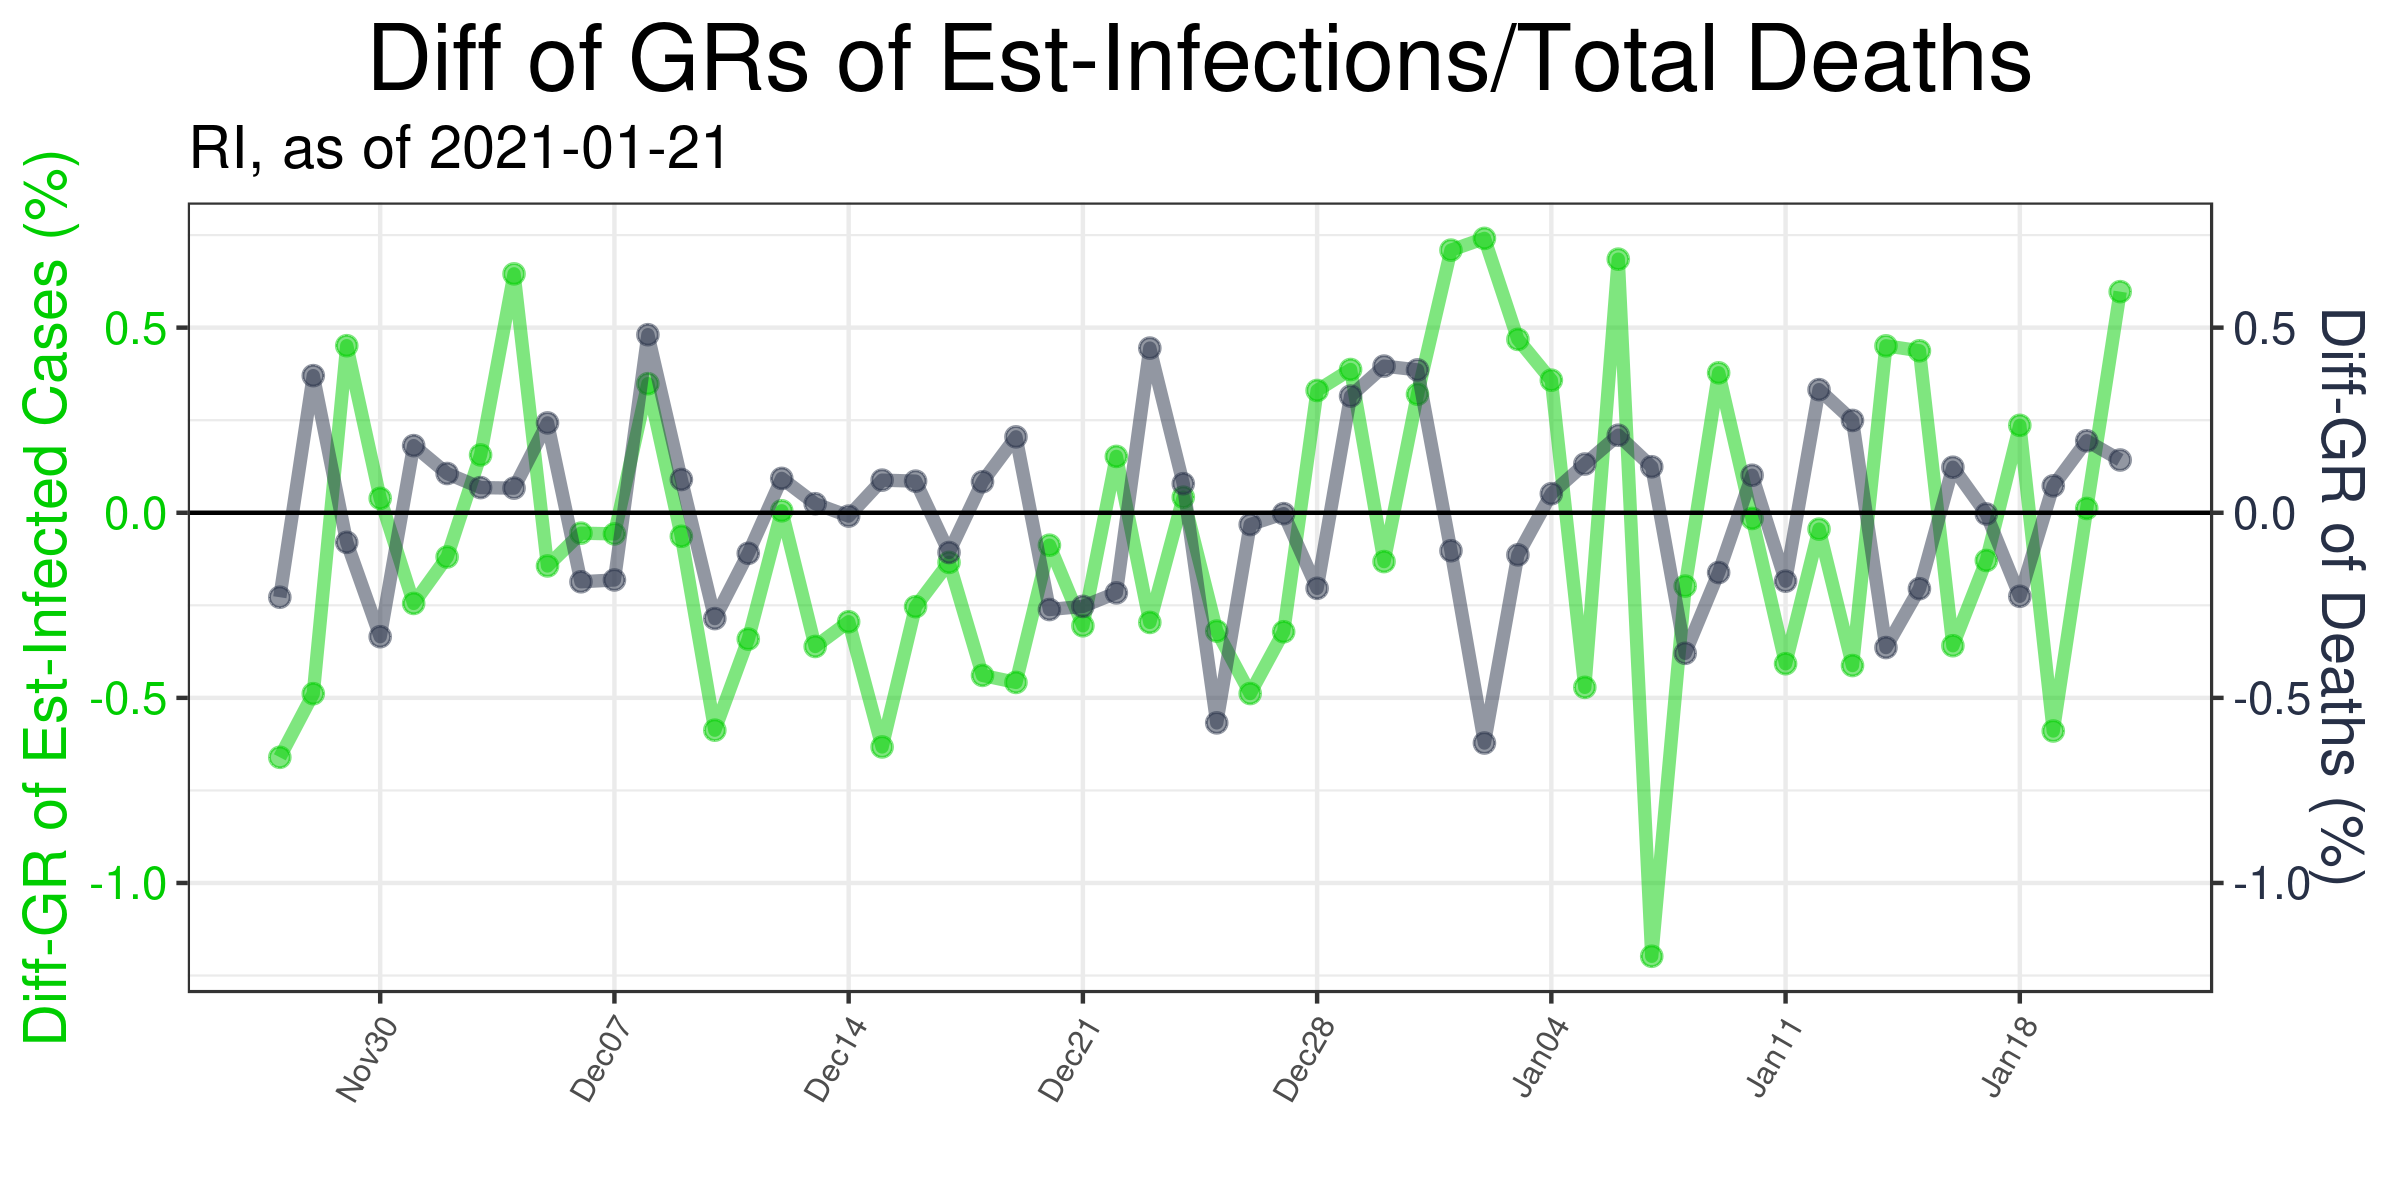 Diff of GRs of Est-Infections/Total Deaths
RI, as of 2021-01-21
Diff-GR of Est-Infected Cases (%)
0.5
0.0
-0.5
-1.0
0.5
0.0
-0.5
-1.0
Diff-GR of Deaths (%)
Nov30
Dec07
Dec14
Dec21
Dec28
Jan04
Jan11
Jan18